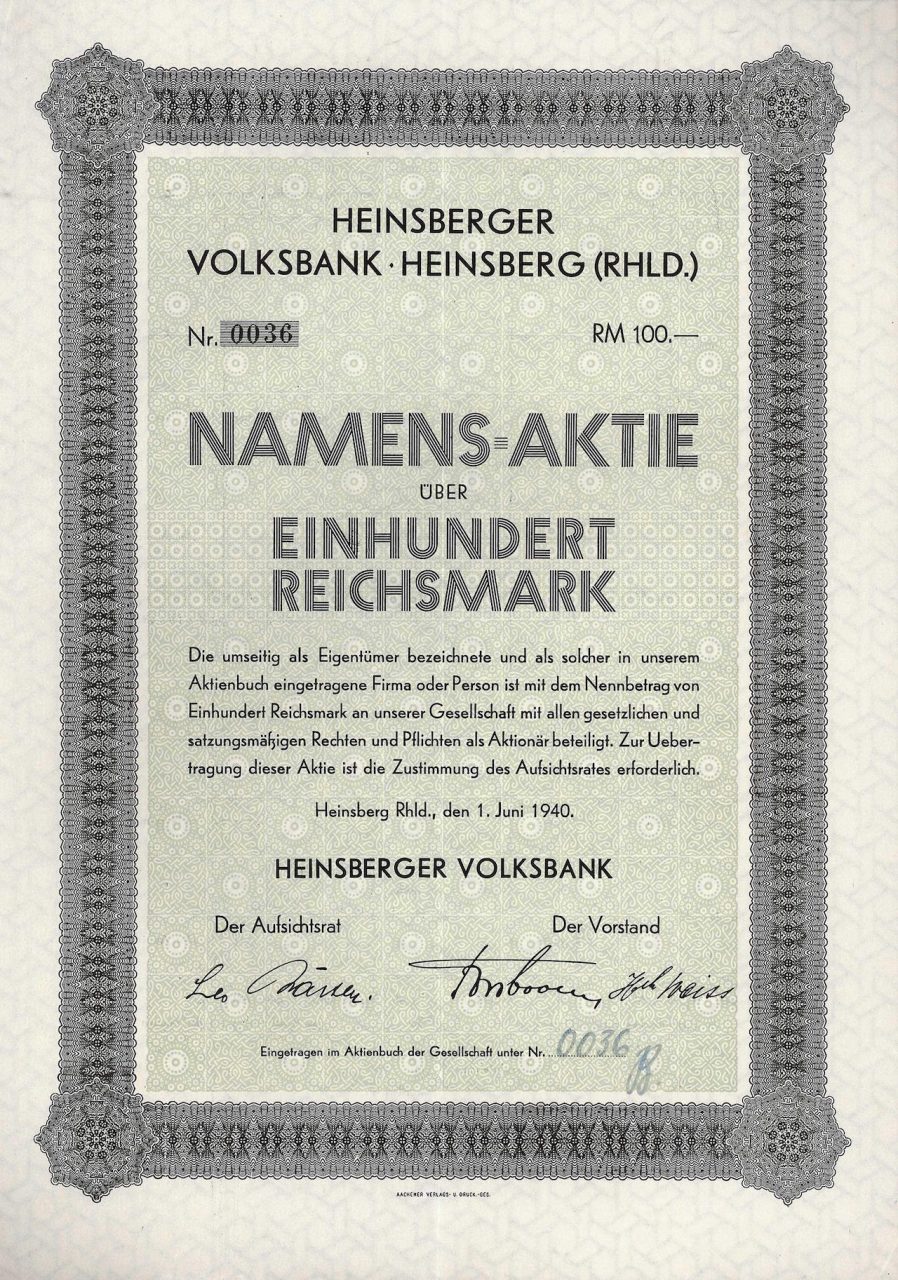 HEINSBERGER
VOLKSBANK · HEINSBERG (RHLD.)
Nr. 0036 RM 100.—
NAMENS=AKTIE
ÜBER
EINHUNDERT
REICHSMARK
Die umseitig als Eigentümer bezeichnete und als solcher in unserem
Aktienbuch eingetragene Firma oder Person ist mit dem Nennbetrag von
Einhundert Reichsmark an unserer Gesellschaft mit allen gesetzlichen und
satzungsmäßigen Rechten und Pflichten als Aktionär beteiligt. Zur Ueber-
tragung dieser Aktie ist die Zustimmung des Aufsichtsrates erforderlich.
Heinsberg Rhld., den 1. Juni 1940.
HEINSBERGER VOLKSBANK
Der Aufsichtsrat Der Vorstand
Leo Weiss
Eingetragen im Aktienbuch der Gesellschaft unter Nr. 0036
AACHENER VERLAGS- U. DRUCK.-GES.